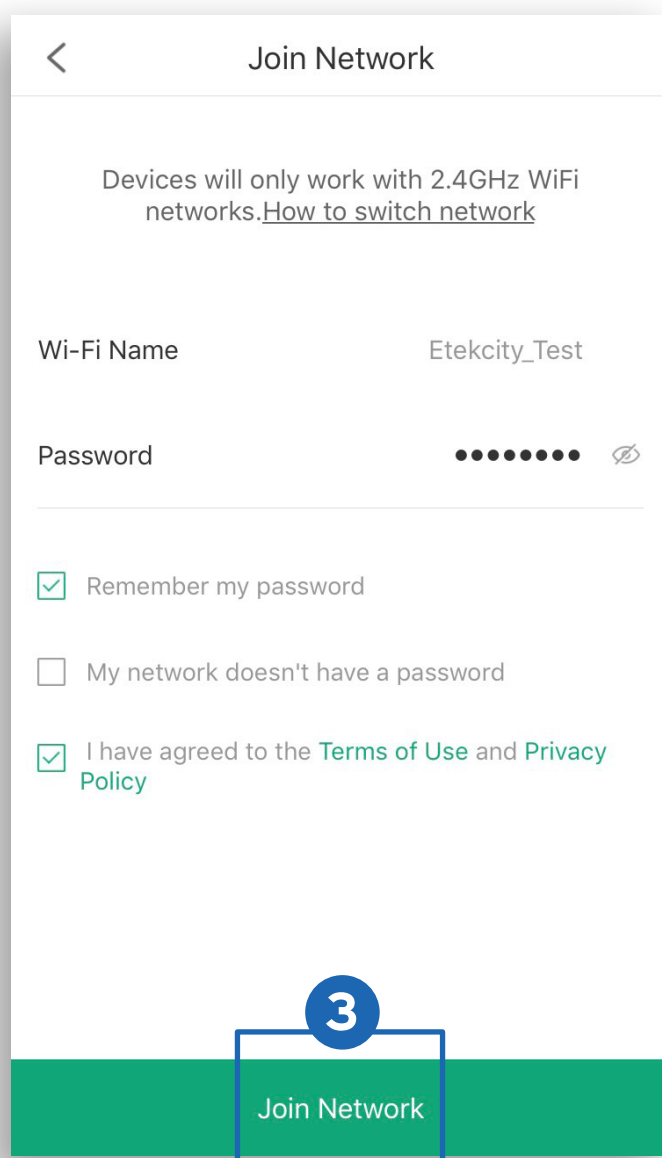 Join Network
Devices will only work with 2.4GHz WiFi
networks.How to switch network
Wi-Fi Name Etekcity_Test
Password ••••••••
Remember my password
My network doesn't have a password
I have agreed to the Terms of Use and Privacy
Policy
3
Join Network